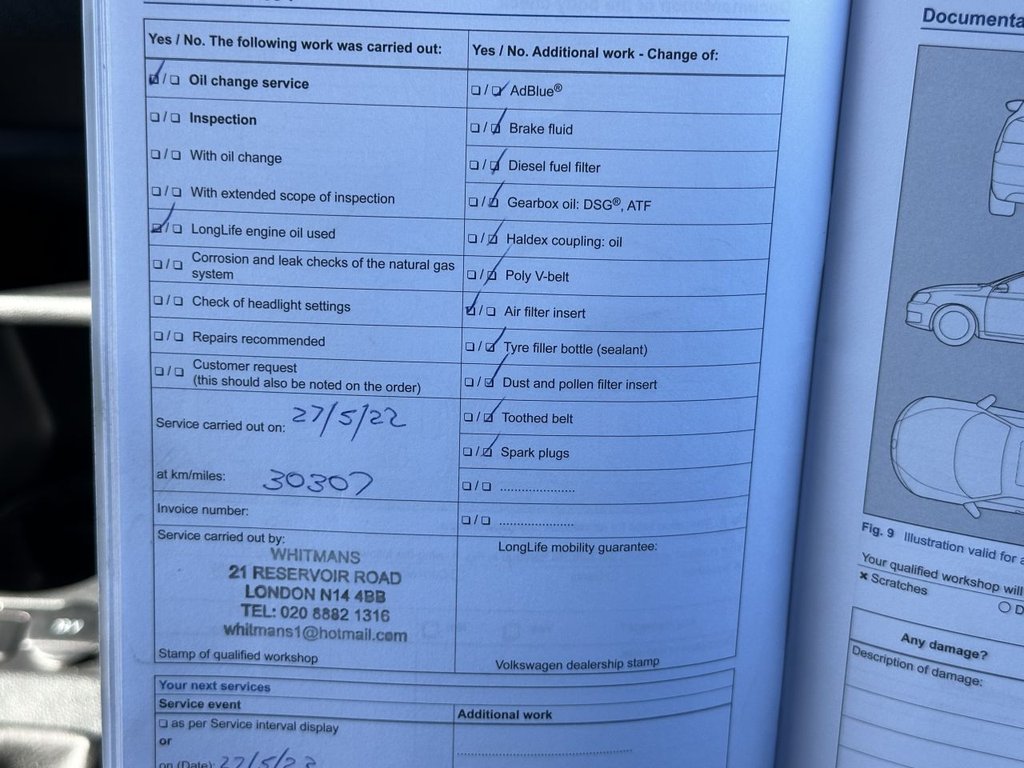 Yes / No. The following work was carried out:
Oil change service
Inspection
With oil change
With extended scope of inspection
LongLife engine oil used
Corrosion and leak checks of the natural gas
system
Check of headlight settings
Repairs recommended
Customer request
(this should also be noted on the order)
Service carried out on: 27/5/22
at km/miles: 30307
Invoice number:
Service carried out by:
WHITMANS
21 RESERVOIR ROAD
LONDON N14 4BB
TEL: 020 8882 1316
whitmans1@hotmail.com
Stamp of qualified workshop
Yes / No. Additional work - Change of:
AdBlue®
Brake fluid
Diesel fuel filter
Gearbox oil: DSG®, ATF
Haldex coupling: oil
Poly V-belt
Air filter insert
Tyre filler bottle (sealant)
Dust and pollen filter insert
Toothed belt
Spark plugs
LongLife mobility guarantee:
Volkswagen dealership stamp
Your next services
Service event
as per Service interval display
or
on (Date): 27/5/23
Additional work
Documenta
Fig. 9 Illustration valid for a
Your qualified workshop will
Scratches
D
Any damage?
Description of damage: